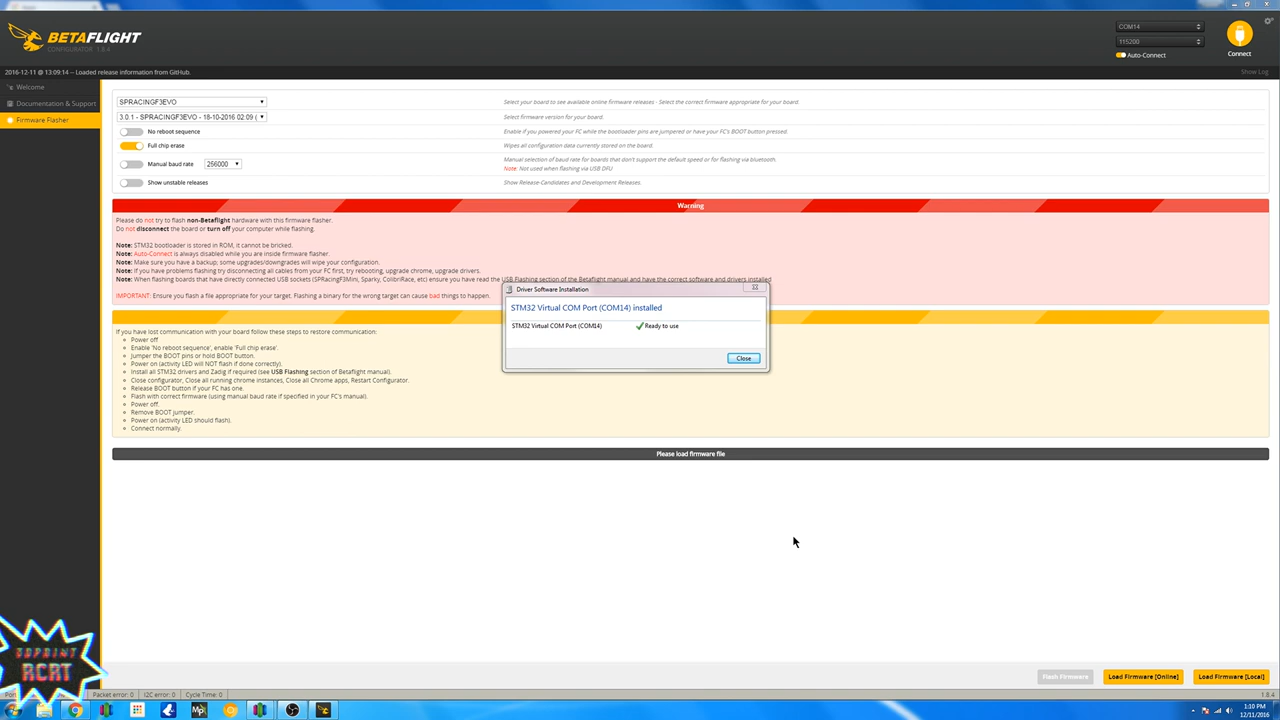 BETAFLIGHT
CONFIGURATOR 1.8.4
COM14
115200
Auto-Connect
Connect
2016-12-11 @ 13:09:14 -- Loaded release information from GitHub.
Show Log
Welcome
Documentation & Support
Firmware Flasher
SPRACINGF3EVO
Select your board to see available online firmware releases - Select the correct firmware appropriate for your board.
3.0.1 - SPRACINGF3EVO - 18-10-2016 02:09 (
Select firmware version for your board.
No reboot sequence
Enable if you powered your FC while the bootloader pins are jumpered or have your FC's BOOT button pressed.
Full chip erase
Wipes all configuration data currently stored on the board.
Manual baud rate
256000
Manual selection of baud rate for boards that don't support the default speed or for flashing via bluetooth.
Note: Not used when flashing via USB DFU
Show unstable releases
Show Release-Candidates and Development Releases.
Warning
Please do not try to flash non-Betaflight hardware with this firmware flasher.
Do not disconnect the board or turn off your computer while flashing.
Note: STM32 bootloader is stored in ROM, it cannot be bricked.
Note: Auto-Connect is always disabled while you are inside firmware flasher.
Note: Make sure you have a backup; some upgrades/downgrades will wipe your configuration.
Note: If you have problems flashing try disconnecting all cables from your FC first, try rebooting, upgrade chrome, upgrade drivers.
Note: When flashing boards that have directly connected USB sockets (SPRacingF3Mini, Sparky, ColibriRace, etc) ensure you have read the USB Flashing section of the Betaflight manual and have the correct software and drivers installed
IMPORTANT: Ensure you flash a file appropriate for your target. Flashing a binary for the wrong target can cause bad things to happen.
Driver Software Installation
STM32 Virtual COM Port (COM14) installed
STM32 Virtual COM Port (COM14)
Ready to use
Close
If you have lost communication with your board follow these steps to restore communication:
Power off
Enable 'No reboot sequence', enable 'Full chip erase'.
Jumper the BOOT pins or hold BOOT button.
Power on (activity LED will NOT flash if done correctly).
Install all STM32 drivers and Zadig if required (see USB Flashing section of Betaflight manual).
Close configurator, Close all running chrome instances, Close all Chrome apps, Restart Configurator.
Release BOOT button if your FC has one.
Flash with correct firmware (using manual baud rate if specified in your FC's manual).
Power off.
Remove BOOT jumper.
Power on (activity LED should flash).
Connect normally.
Please load firmware file
Flash Firmware
Load Firmware [Online]
Load Firmware [Local]
3DPRINT
RCRT
Packet error: 0
I2C error: 0
Cycle Time: 0
1.8.4
1:10 PM
12/11/2016